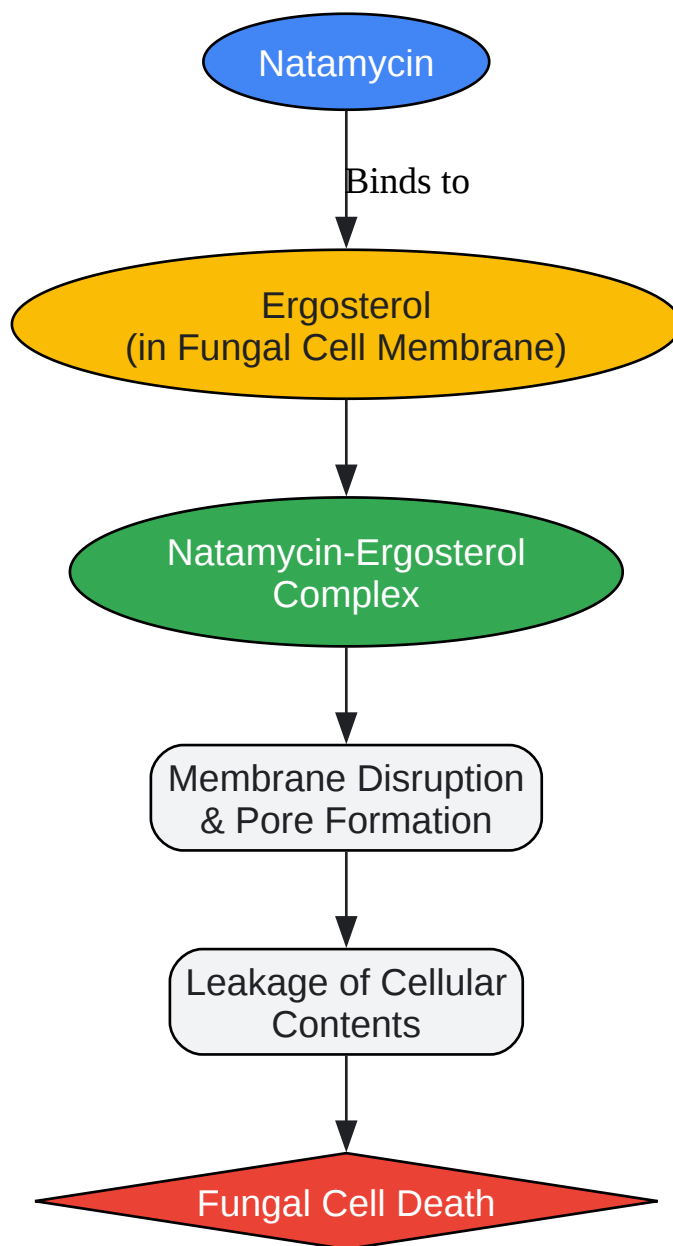 Natamycin
Binds to
Ergosterol
(in Fungal Cell Membrane)
Natamycin-Ergosterol
Complex
Membrane Disruption
& Pore Formation
Leakage of Cellular
Contents
Fungal Cell Death